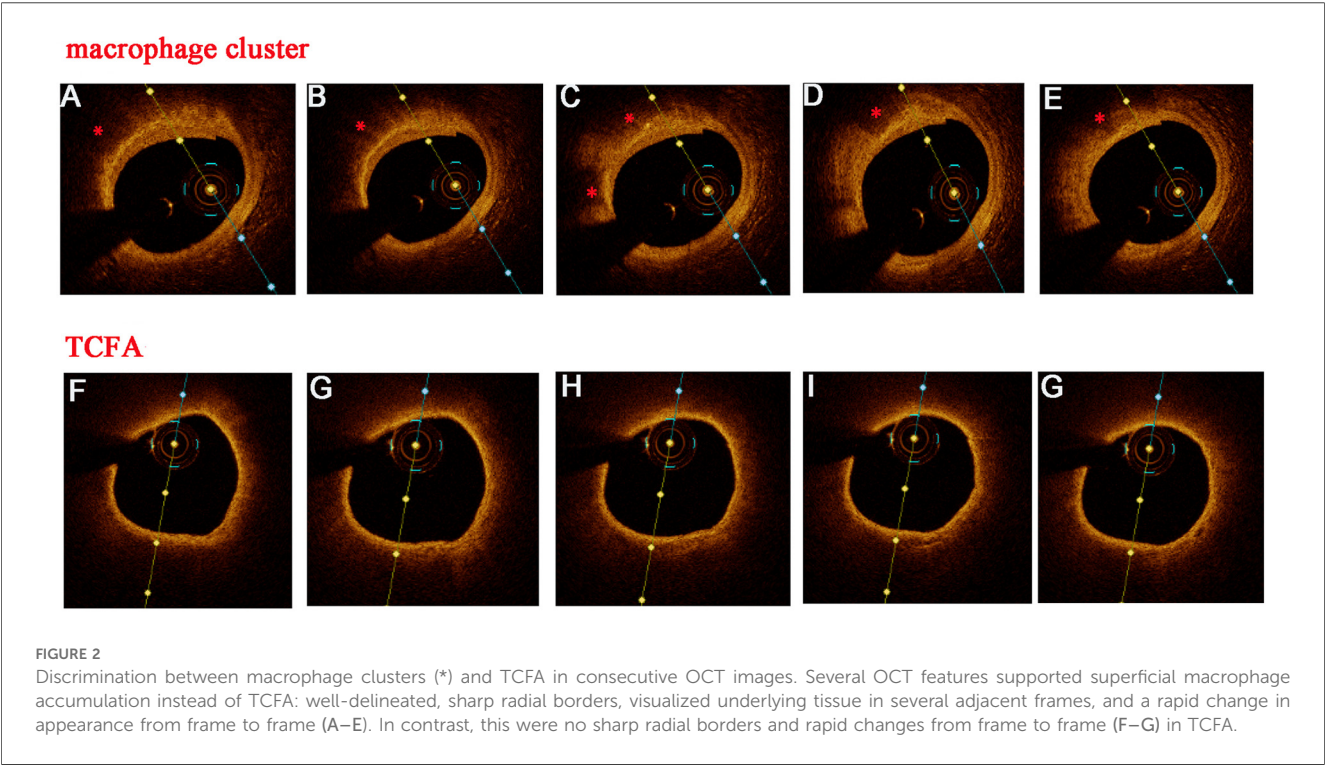 macrophage cluster
A B C D E
* * * * * *
TCFA
F G H I G
FIGURE 2
Discrimination between macrophage clusters (*) and TCFA in consecutive OCT images. Several OCT features supported superficial macrophage
accumulation instead of TCFA: well-delineated, sharp radial borders, visualized underlying tissue in several adjacent frames, and a rapid change in
appearance from frame to frame (A–E). In contrast, this were no sharp radial borders and rapid changes from frame to frame (F–G) in TCFA.